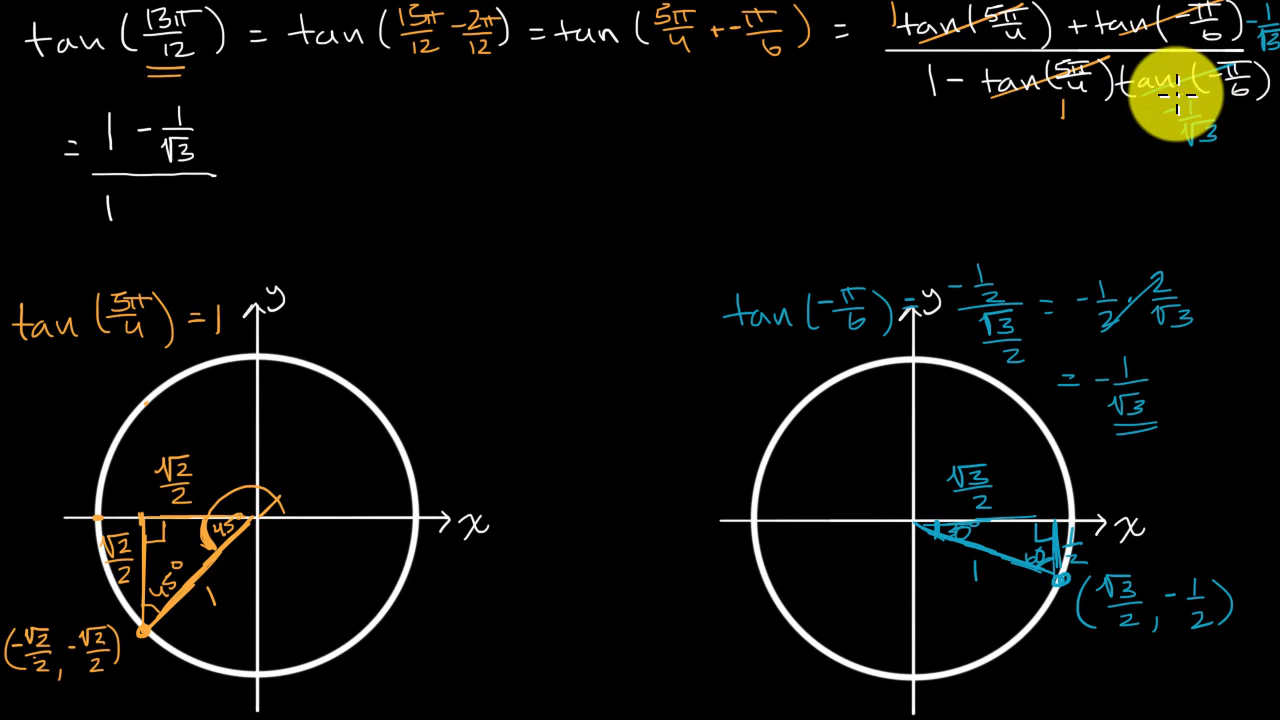 tan(13π/12) = tan(15π/12 - 2π/12) = tan(5π/4 + -π/6) = (1 tan(5π/4) + tan(-π/6) -1/√3) / (1 - tan(5π/4) tan(-π/6))
1 -1/√3
= (1 - 1/√3) / 1
tan(5π/4) = 1
y
tan(-π/6) = (-1/2)/(√3/2) = -1/2 · 2/√3
y
= -1/√3
√2/2
√3/2
45
x
30°
x
√2/2
45°
1
60°
1/2
1
(-√2/2, -√2/2)
(√3/2, -1/2)